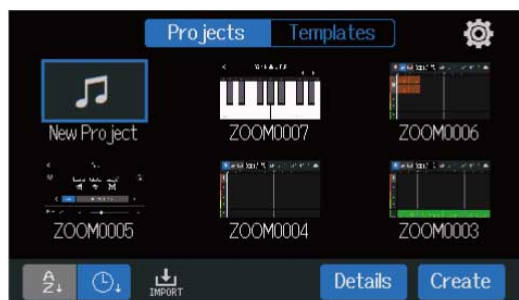 Projects Templates
New Project ZOOM0007 ZOOM0006
ZOOM0005 ZOOM0004 ZOOM0003
A Z IMPORT Details Create